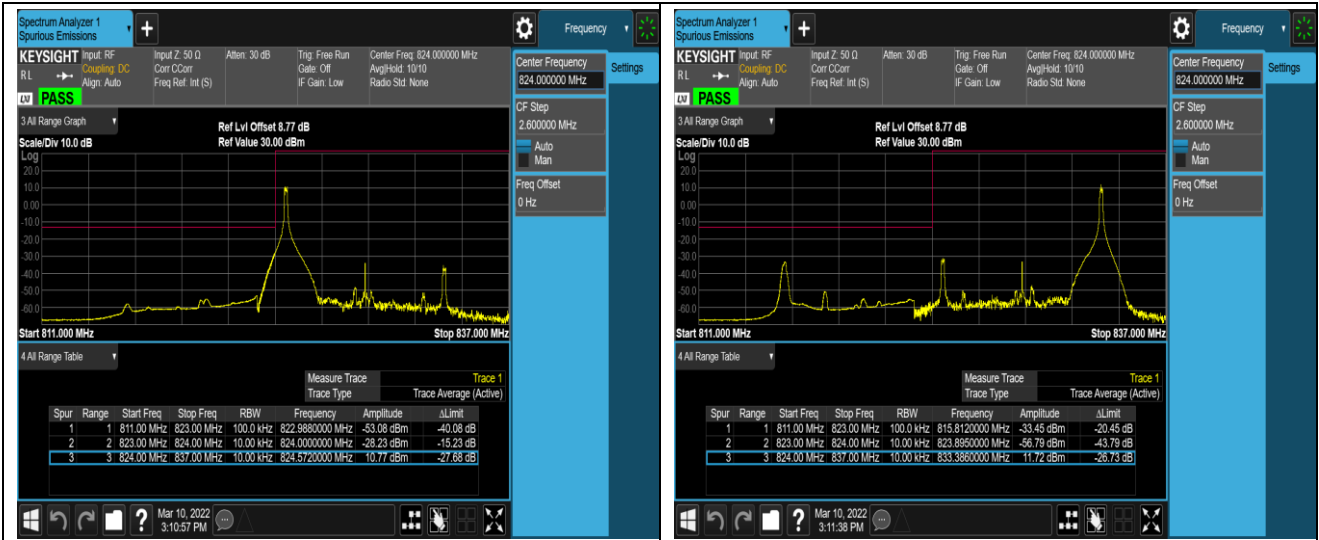 Spectrum Analyzer 1
Spurious Emissions
+
Frequency
KEYSIGHT Input: RF Input Z: 50 Ω Atten: 30 dB Trig: Free Run Center Freq: 824.000000 MHz
RL Coupling: DC Corr CCorr Gate: Off Avg|Hold: 10/10
Align: Auto Freq Ref: Int (S) IF Gain: Low Radio Std: None
LXI PASS
Center Frequency
824.000000 MHz
Settings
CF Step
2.600000 MHz
Auto
Man
Freq Offset
0 Hz
3 All Range Graph
Ref Lvl Offset 8.77 dB
Scale/Div 10.0 dB Ref Value 30.00 dBm
Log
20.0
10.0
0.00
-10.0
-20.0
-30.0
-40.0
-50.0
-60.0
Start 811.000 MHz Stop 837.000 MHz
4 All Range Table
Measure Trace Trace 1
Trace Type Trace Average (Active)
Spur Range Start Freq Stop Freq RBW Frequency Amplitude ΔLimit
1 1 811.00 MHz 823.00 MHz 100.0 kHz 822.9880000 MHz -53.08 dBm -40.08 dB
2 2 823.00 MHz 824.00 MHz 10.00 kHz 824.0000000 MHz -28.23 dBm -15.23 dB
3 3 824.00 MHz 837.00 MHz 10.00 kHz 824.5720000 MHz 10.77 dBm -27.68 dB
? Mar 10, 2022
3:10:57 PM
Spectrum Analyzer 1
Spurious Emissions
+
Frequency
KEYSIGHT Input: RF Input Z: 50 Ω Atten: 30 dB Trig: Free Run Center Freq: 824.000000 MHz
RL Coupling: DC Corr CCorr Gate: Off Avg|Hold: 10/10
Align: Auto Freq Ref: Int (S) IF Gain: Low Radio Std: None
LXI PASS
Center Frequency
824.000000 MHz
Settings
CF Step
2.600000 MHz
Auto
Man
Freq Offset
0 Hz
3 All Range Graph
Ref Lvl Offset 8.77 dB
Scale/Div 10.0 dB Ref Value 30.00 dBm
Log
20.0
10.0
0.00
-10.0
-20.0
-30.0
-40.0
-50.0
-60.0
Start 811.000 MHz Stop 837.000 MHz
4 All Range Table
Measure Trace Trace 1
Trace Type Trace Average (Active)
Spur Range Start Freq Stop Freq RBW Frequency Amplitude ΔLimit
1 1 811.00 MHz 823.00 MHz 100.0 kHz 815.8120000 MHz -33.45 dBm -20.45 dB
2 2 823.00 MHz 824.00 MHz 10.00 kHz 823.8950000 MHz -56.79 dBm -43.79 dB
3 3 824.00 MHz 837.00 MHz 10.00 kHz 833.3860000 MHz 11.72 dBm -26.73 dB
? Mar 10, 2022
3:11:38 PM